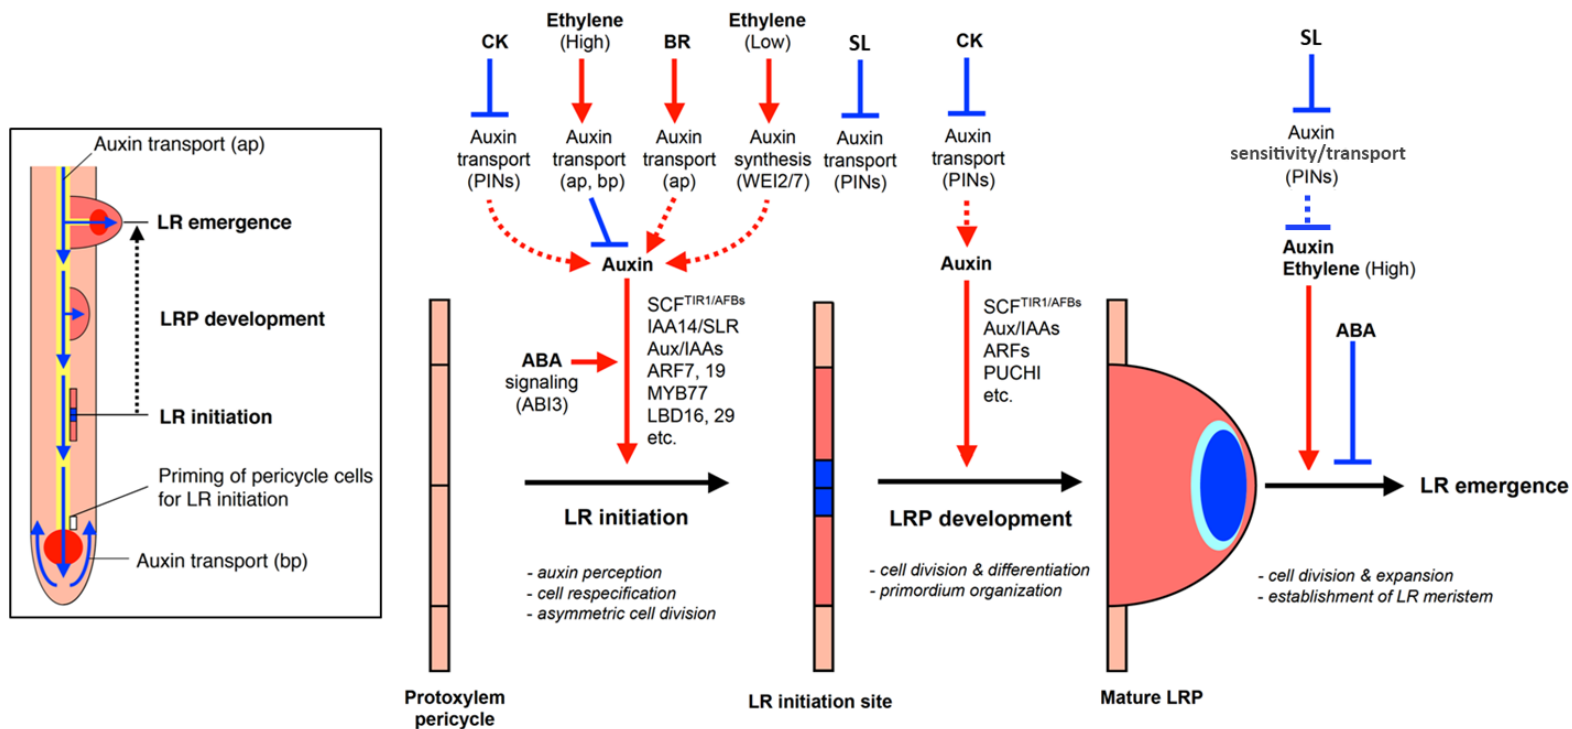 Auxin transport (ap)
LR emergence
LRP development
LR initiation
Priming of pericycle cells
for LR initiation
Auxin transport (bp)
CK
Auxin
transport
(PINs)
Ethylene
(High)
Auxin
transport
(ap, bp)
BR
Auxin
transport
(ap)
Ethylene
(Low)
Auxin
synthesis
(WEI2/7)
SL
Auxin
transport
(PINs)
CK
Auxin
transport
(PINs)
SL
Auxin
sensitivity/transport
(PINs)
Auxin
SCFTIR1/AFBs
IAA14/SLR
Aux/IAAs
ARF7, 19
MYB77
LBD16, 29
etc.
ABA
signaling
(ABI3)
LR initiation
- auxin perception
- cell respecification
- asymmetric cell division
Auxin
SCFTIR1/AFBs
Aux/IAAs
ARFs
PUCHI
etc.
LRP development
- cell division & differentiation
- primordium organization
Auxin
Ethylene (High)
ABA
LR emergence
- cell division & expansion
- establishment of LR meristem
Protoxylem
pericycle
LR initiation site
Mature LRP